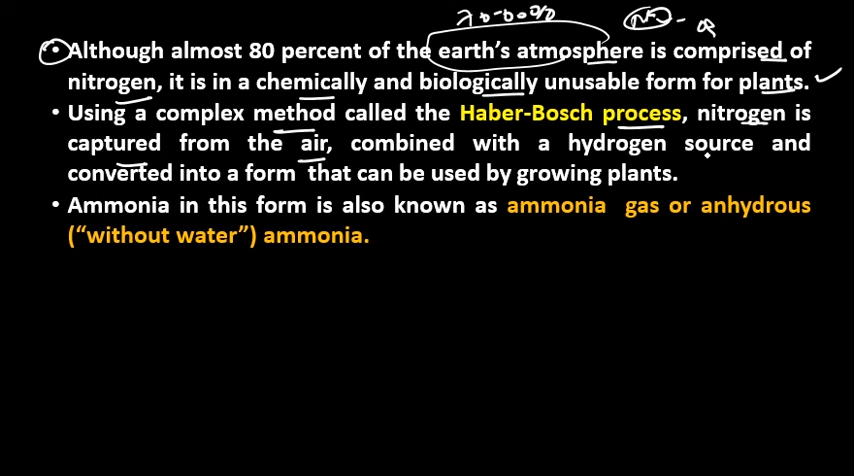 • Although almost 80 percent of the earth's atmosphere is comprised of
nitrogen, it is in a chemically and biologically unusable form for plants.
• Using a complex method called the Haber-Bosch process, nitrogen is
captured from the air, combined with a hydrogen source and
converted into a form that can be used by growing plants.
• Ammonia in this form is also known as ammonia gas or anhydrous
("without water") ammonia.